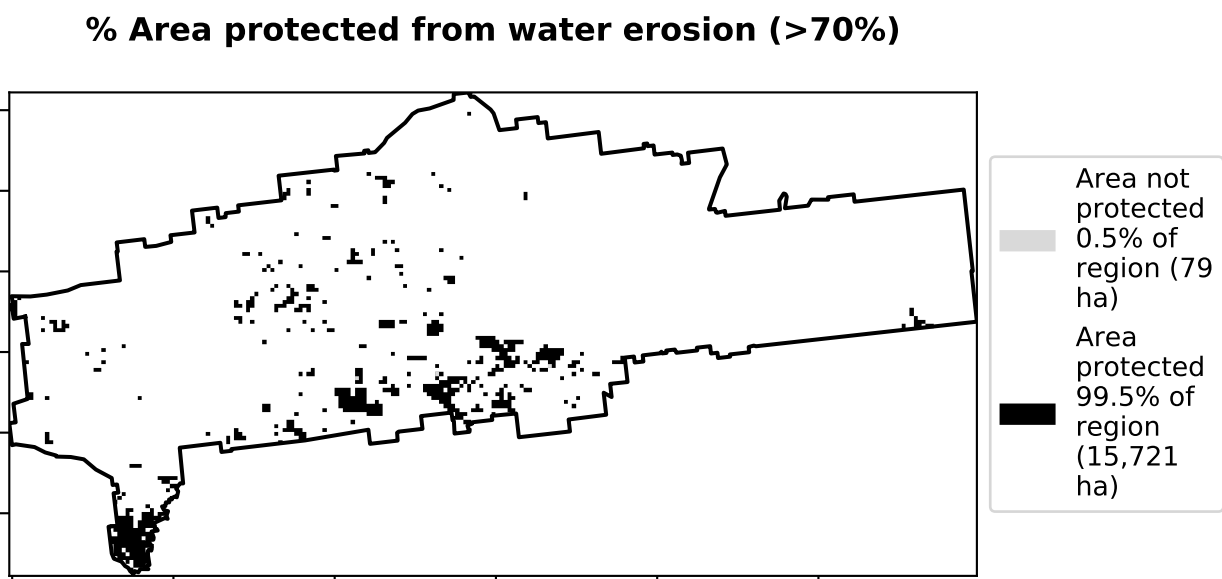 % Area protected from water erosion (>70%)
Area not
protected
0.5% of
region (79
ha)
Area
protected
99.5% of
region
(15,721
ha)